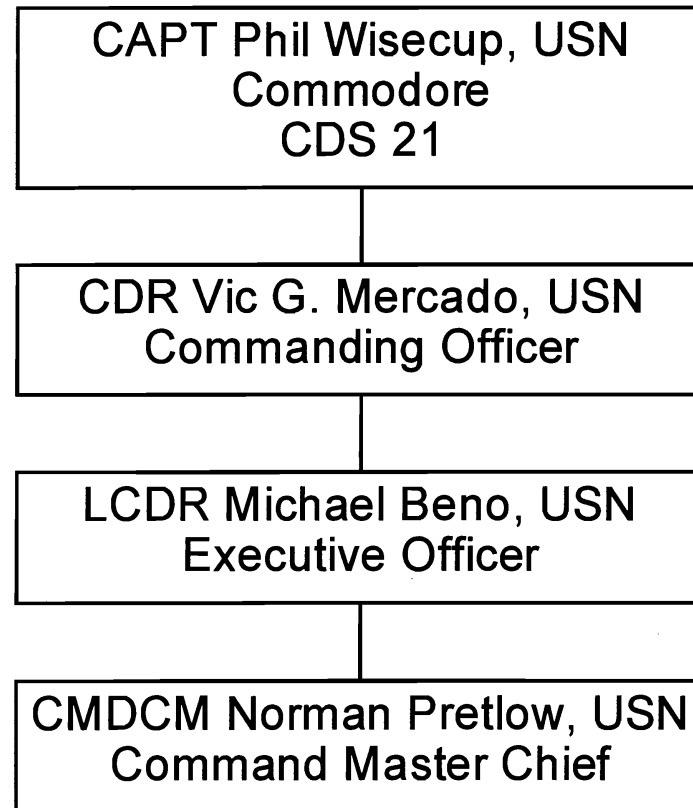 CAPT Phil Wisecup, USN
Commodore
CDS 21
CDR Vic G. Mercado, USN
Commanding Officer
LCDR Michael Beno, USN
Executive Officer
CMDCM Norman Pretlow, USN
Command Master Chief